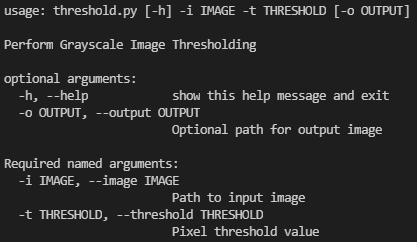 usage: threshold.py [-h] -i IMAGE -t THRESHOLD [-o OUTPUT]
Perform Grayscale Image Thresholding
optional arguments:
-h, --help show this help message and exit
-o OUTPUT, --output OUTPUT
Optional path for output image
Required named arguments:
-i IMAGE, --image IMAGE
Path to input image
-t THRESHOLD, --threshold THRESHOLD
Pixel threshold value